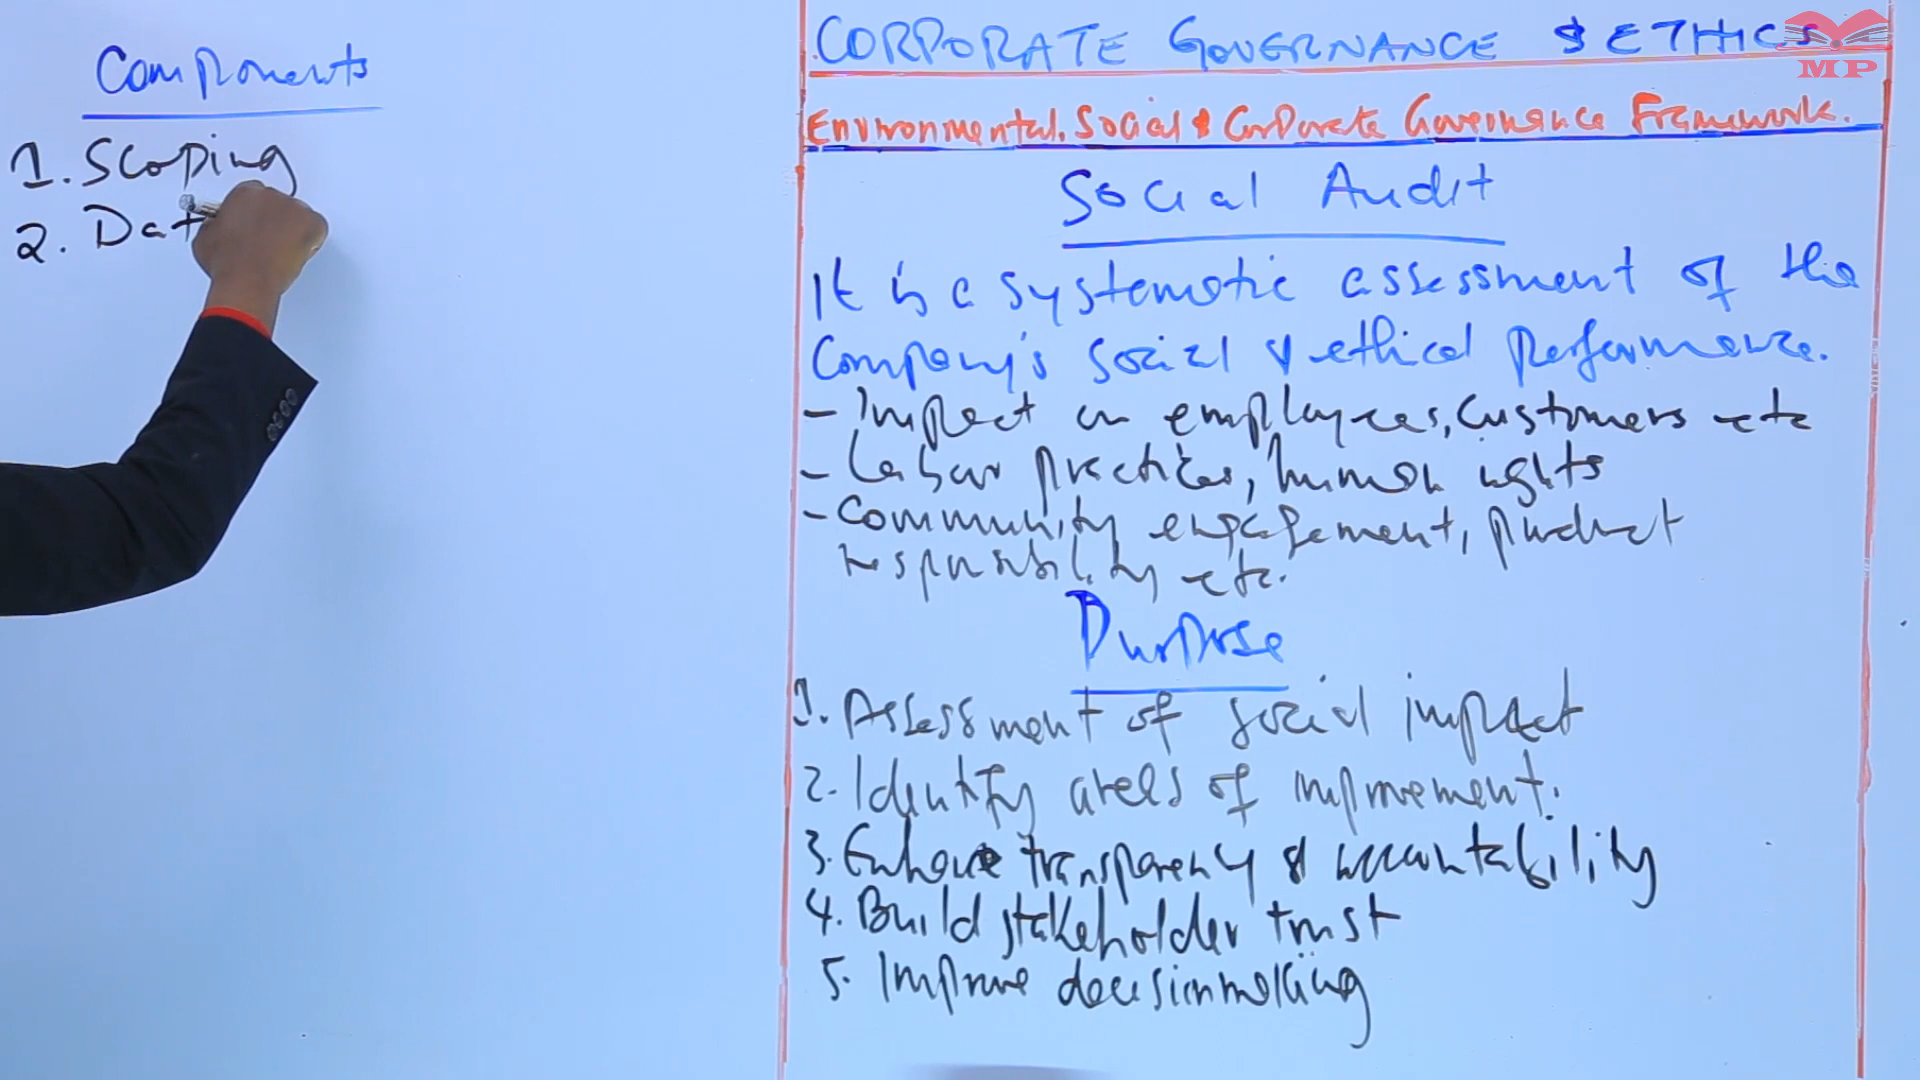 Components
1. Scoping
2. Dat
CORPORATE GOVERNANCE & ETHICS
MP
Environmental, Social & Corporate Governance Framework.
Social Audit
It is a systematic assessment of the
Company's social & ethical performance.
- Impact on employees, customers etc
- Labour practices, human rights
- Community engagement, product
responsibility etc.
Purpose
1. Assessment of social impact
2. Identify areas of improvement.
3. Enhance transparency & accountability
4. Build stakeholder trust
5. Improve decisionmaking